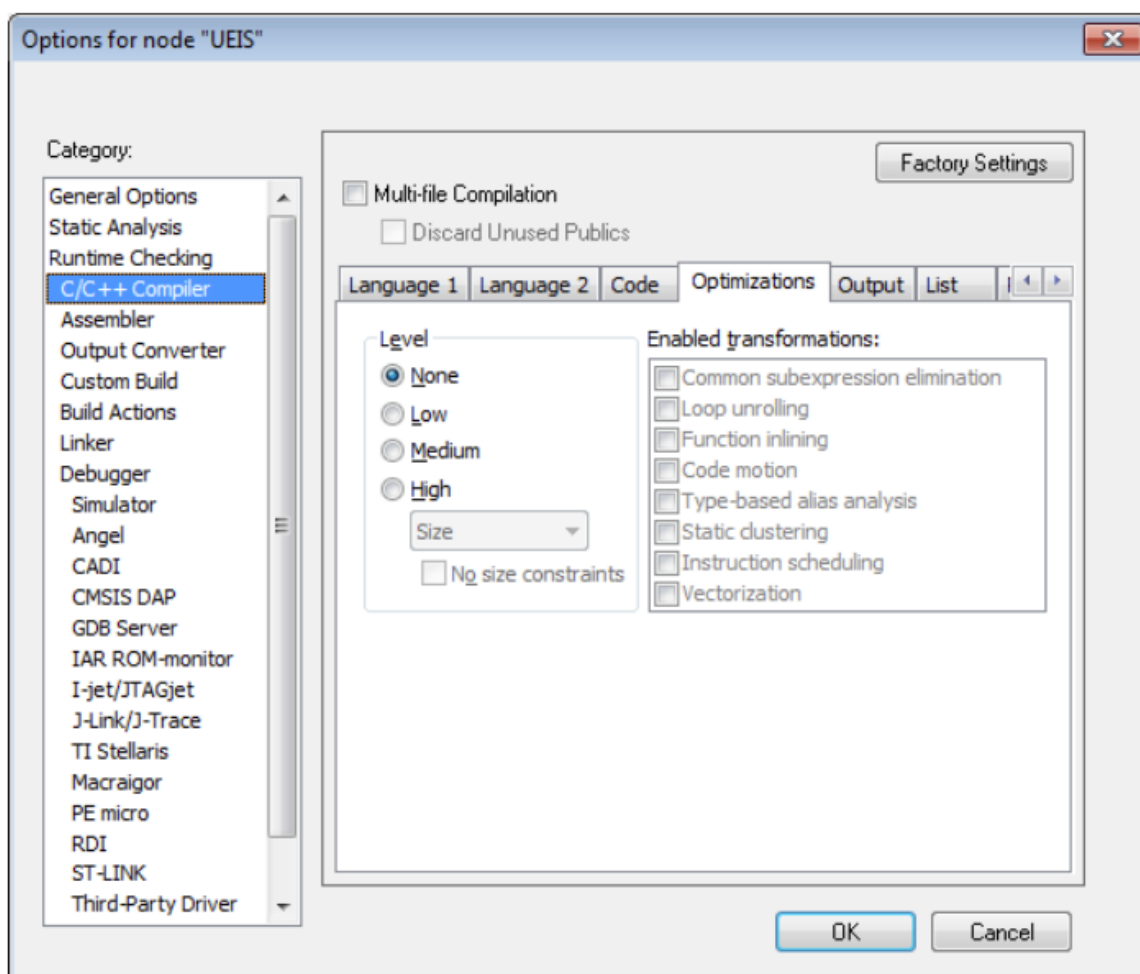 Options for node "UEIS"
Category:
General Options
Static Analysis
Runtime Checking
C/C++ Compiler
Assembler
Output Converter
Custom Build
Build Actions
Linker
Debugger
Simulator
Angel
CADI
CMSIS DAP
GDB Server
IAR ROM-monitor
I-jet/JTAGjet
J-Link/J-Trace
TI Stellaris
Macraigor
PE micro
RDI
ST-LINK
Third-Party Driver
Factory Settings
Multi-file Compilation
Discard Unused Publics
Language 1 Language 2 Code Optimizations Output List
Level
None
Low
Medium
High
Size
No size constraints
Enabled transformations:
Common subexpression elimination
Loop unrolling
Function inlining
Code motion
Type-based alias analysis
Static clustering
Instruction scheduling
Vectorization
OK Cancel